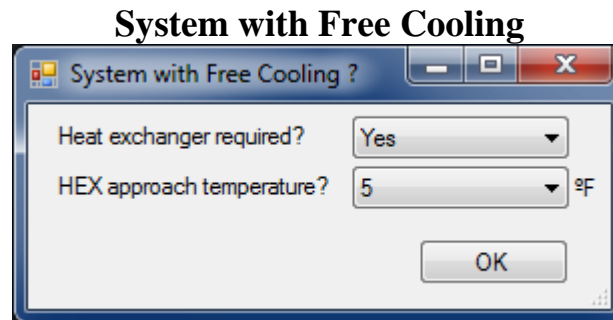 System with Free Cooling
System with Free Cooling ?
Heat exchanger required? Yes
HEX approach temperature? 5 ºF
OK